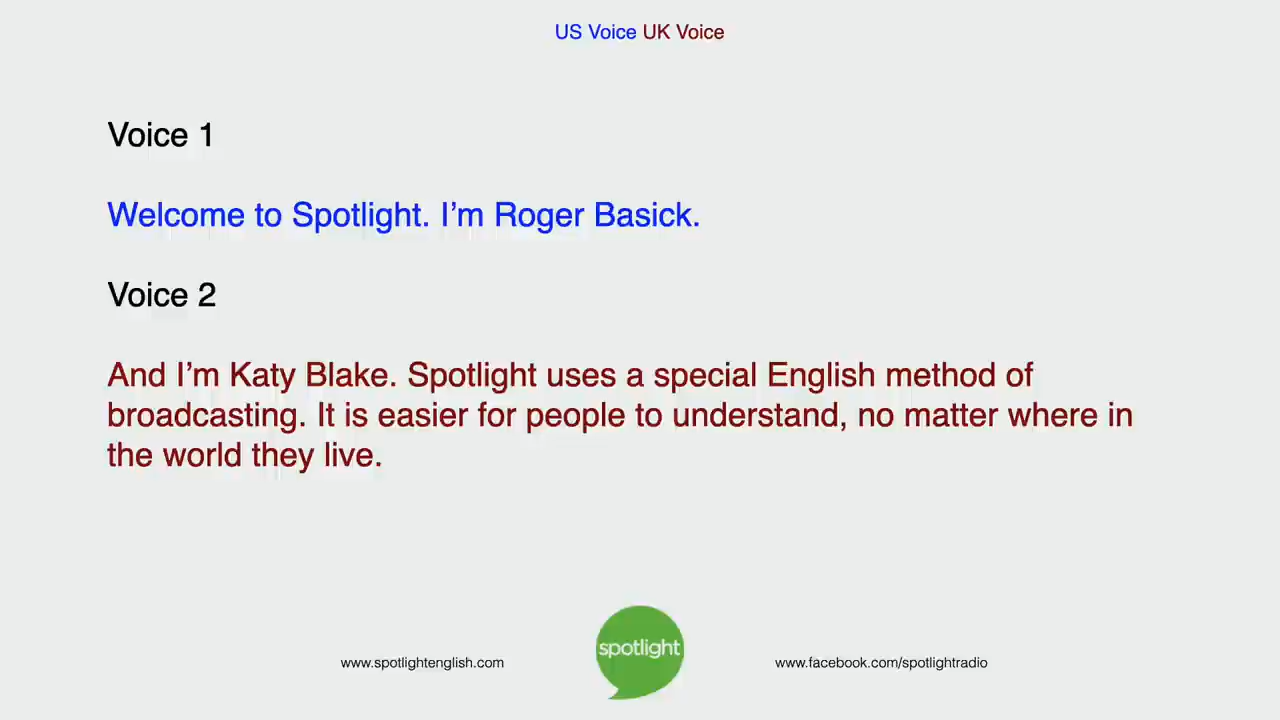 US Voice UK Voice
Voice 1
Welcome to Spotlight. I’m Roger Basick.
Voice 2
And I’m Katy Blake. Spotlight uses a special English method of
broadcasting. It is easier for people to understand, no matter where in
the world they live.
spotlight
www.spotlightenglish.com
www.facebook.com/spotlightradio